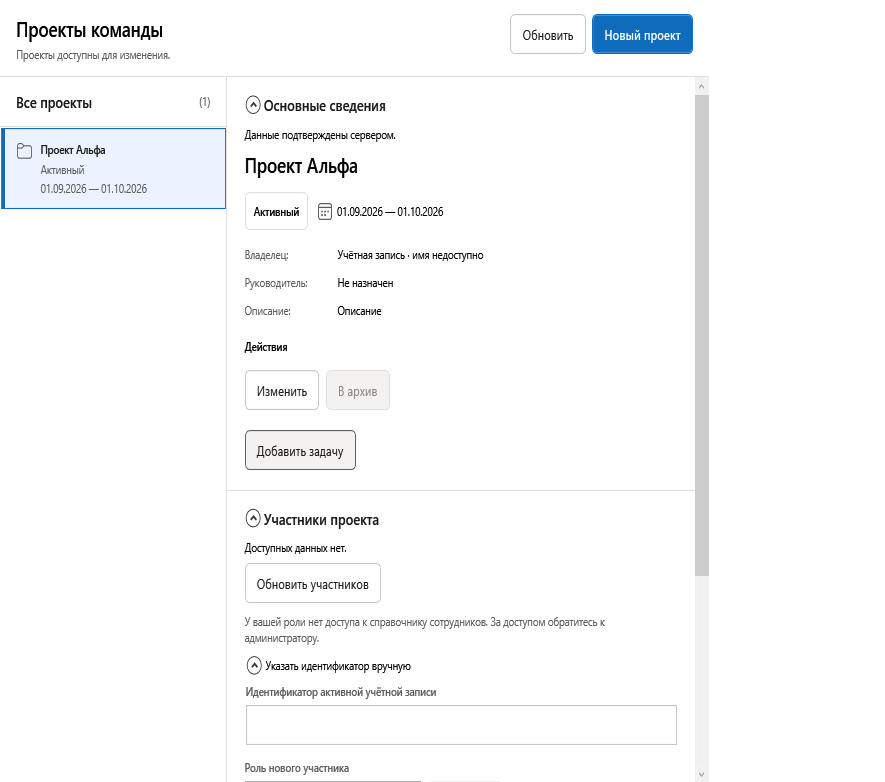 Проекты команды
Проекты доступны для изменения.
Обновить
Новый проект
Все проекты
(1)
Проект Альфа
Активный
01.09.2026 — 01.10.2026
Основные сведения
Данные подтверждены сервером.
Проект Альфа
Активный
01.09.2026 — 01.10.2026
Владелец:
Учётная запись · имя недоступно
Руководитель:
Не назначен
Описание:
Описание
Действия
Изменить
В архив
Добавить задачу
Участники проекта
Доступных данных нет.
Обновить участников
У вашей роли нет доступа к справочнику сотрудников. За доступом обратитесь к
администратору.
Указать идентификатор вручную
Идентификатор активной учётной записи
Роль нового участника